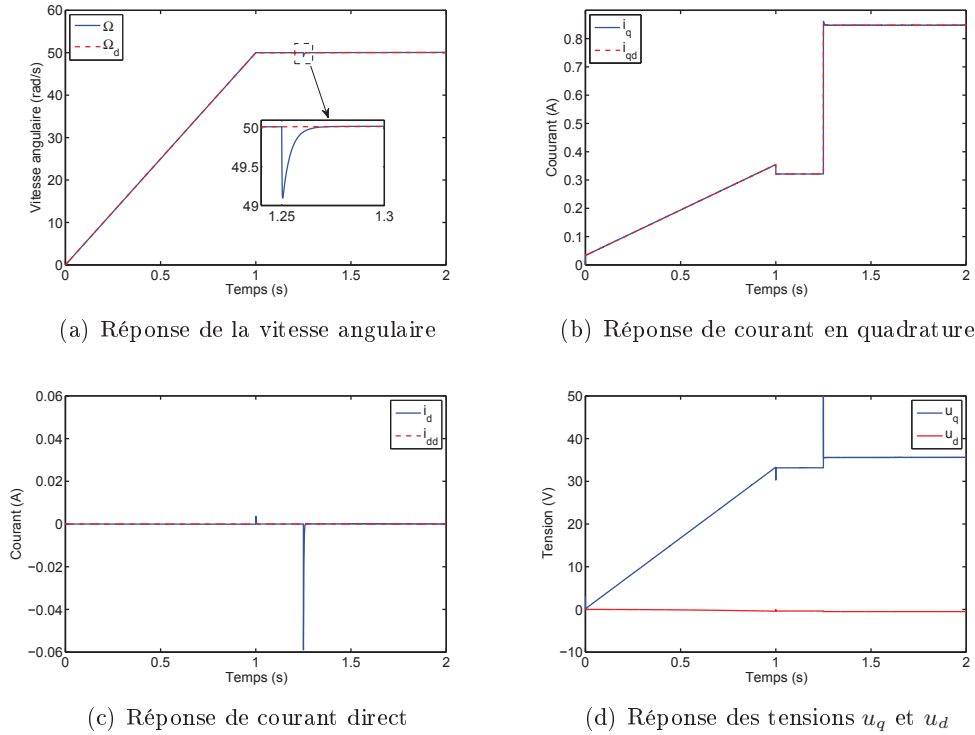 60
50
40
30
20
10
0
0
0.5
1
1.5
2
Vitesse angulaire (rad/s)
Temps (s)
Ω
Ω_d
50
49.5
49
1.25
1.3
(a) Réponse de la vitesse angulaire
0.8
0.7
0.6
0.5
0.4
0.3
0.2
0.1
0
0
0.5
1
1.5
2
Couurant (A)
Temps (s)
i_q
i_qd
(b) Réponse de courant en quadrature
0.06
0.04
0.02
0
−0.02
−0.04
−0.06
0
0.5
1
1.5
2
Courant (A)
Temps (s)
i_d
i_dd
(c) Réponse de courant direct
50
40
30
20
10
0
−10
0
0.5
1
1.5
2
Tension (V)
Temps (s)
u_q
u_d
(d) Réponse des tensions u_q et u_d